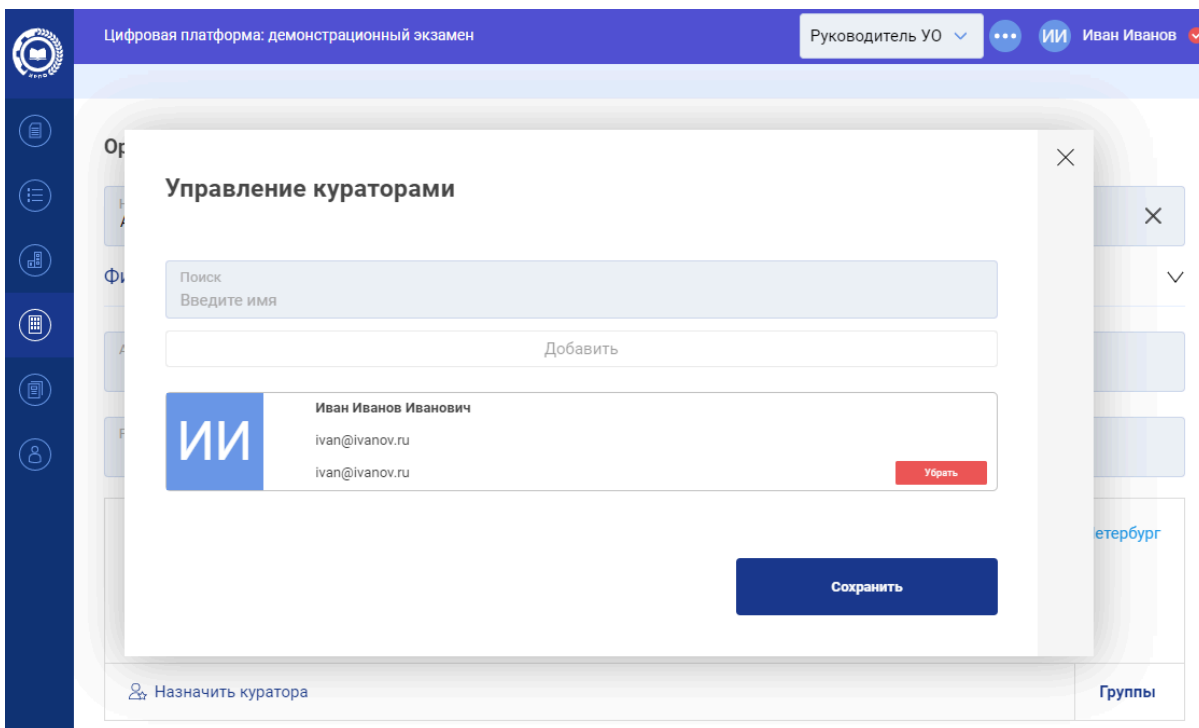 Цифровая платформа: демонстрационный экзамен
Руководитель УО
ИИ Иван Иванов
Ор
Управление кураторами
Поиск
Введите имя
Добавить
ИИ
Иван Иванов Иванович
ivan@ivanov.ru
ivan@ivanov.ru
Убрать
етербург
Сохранить
Назначить куратора
Группы